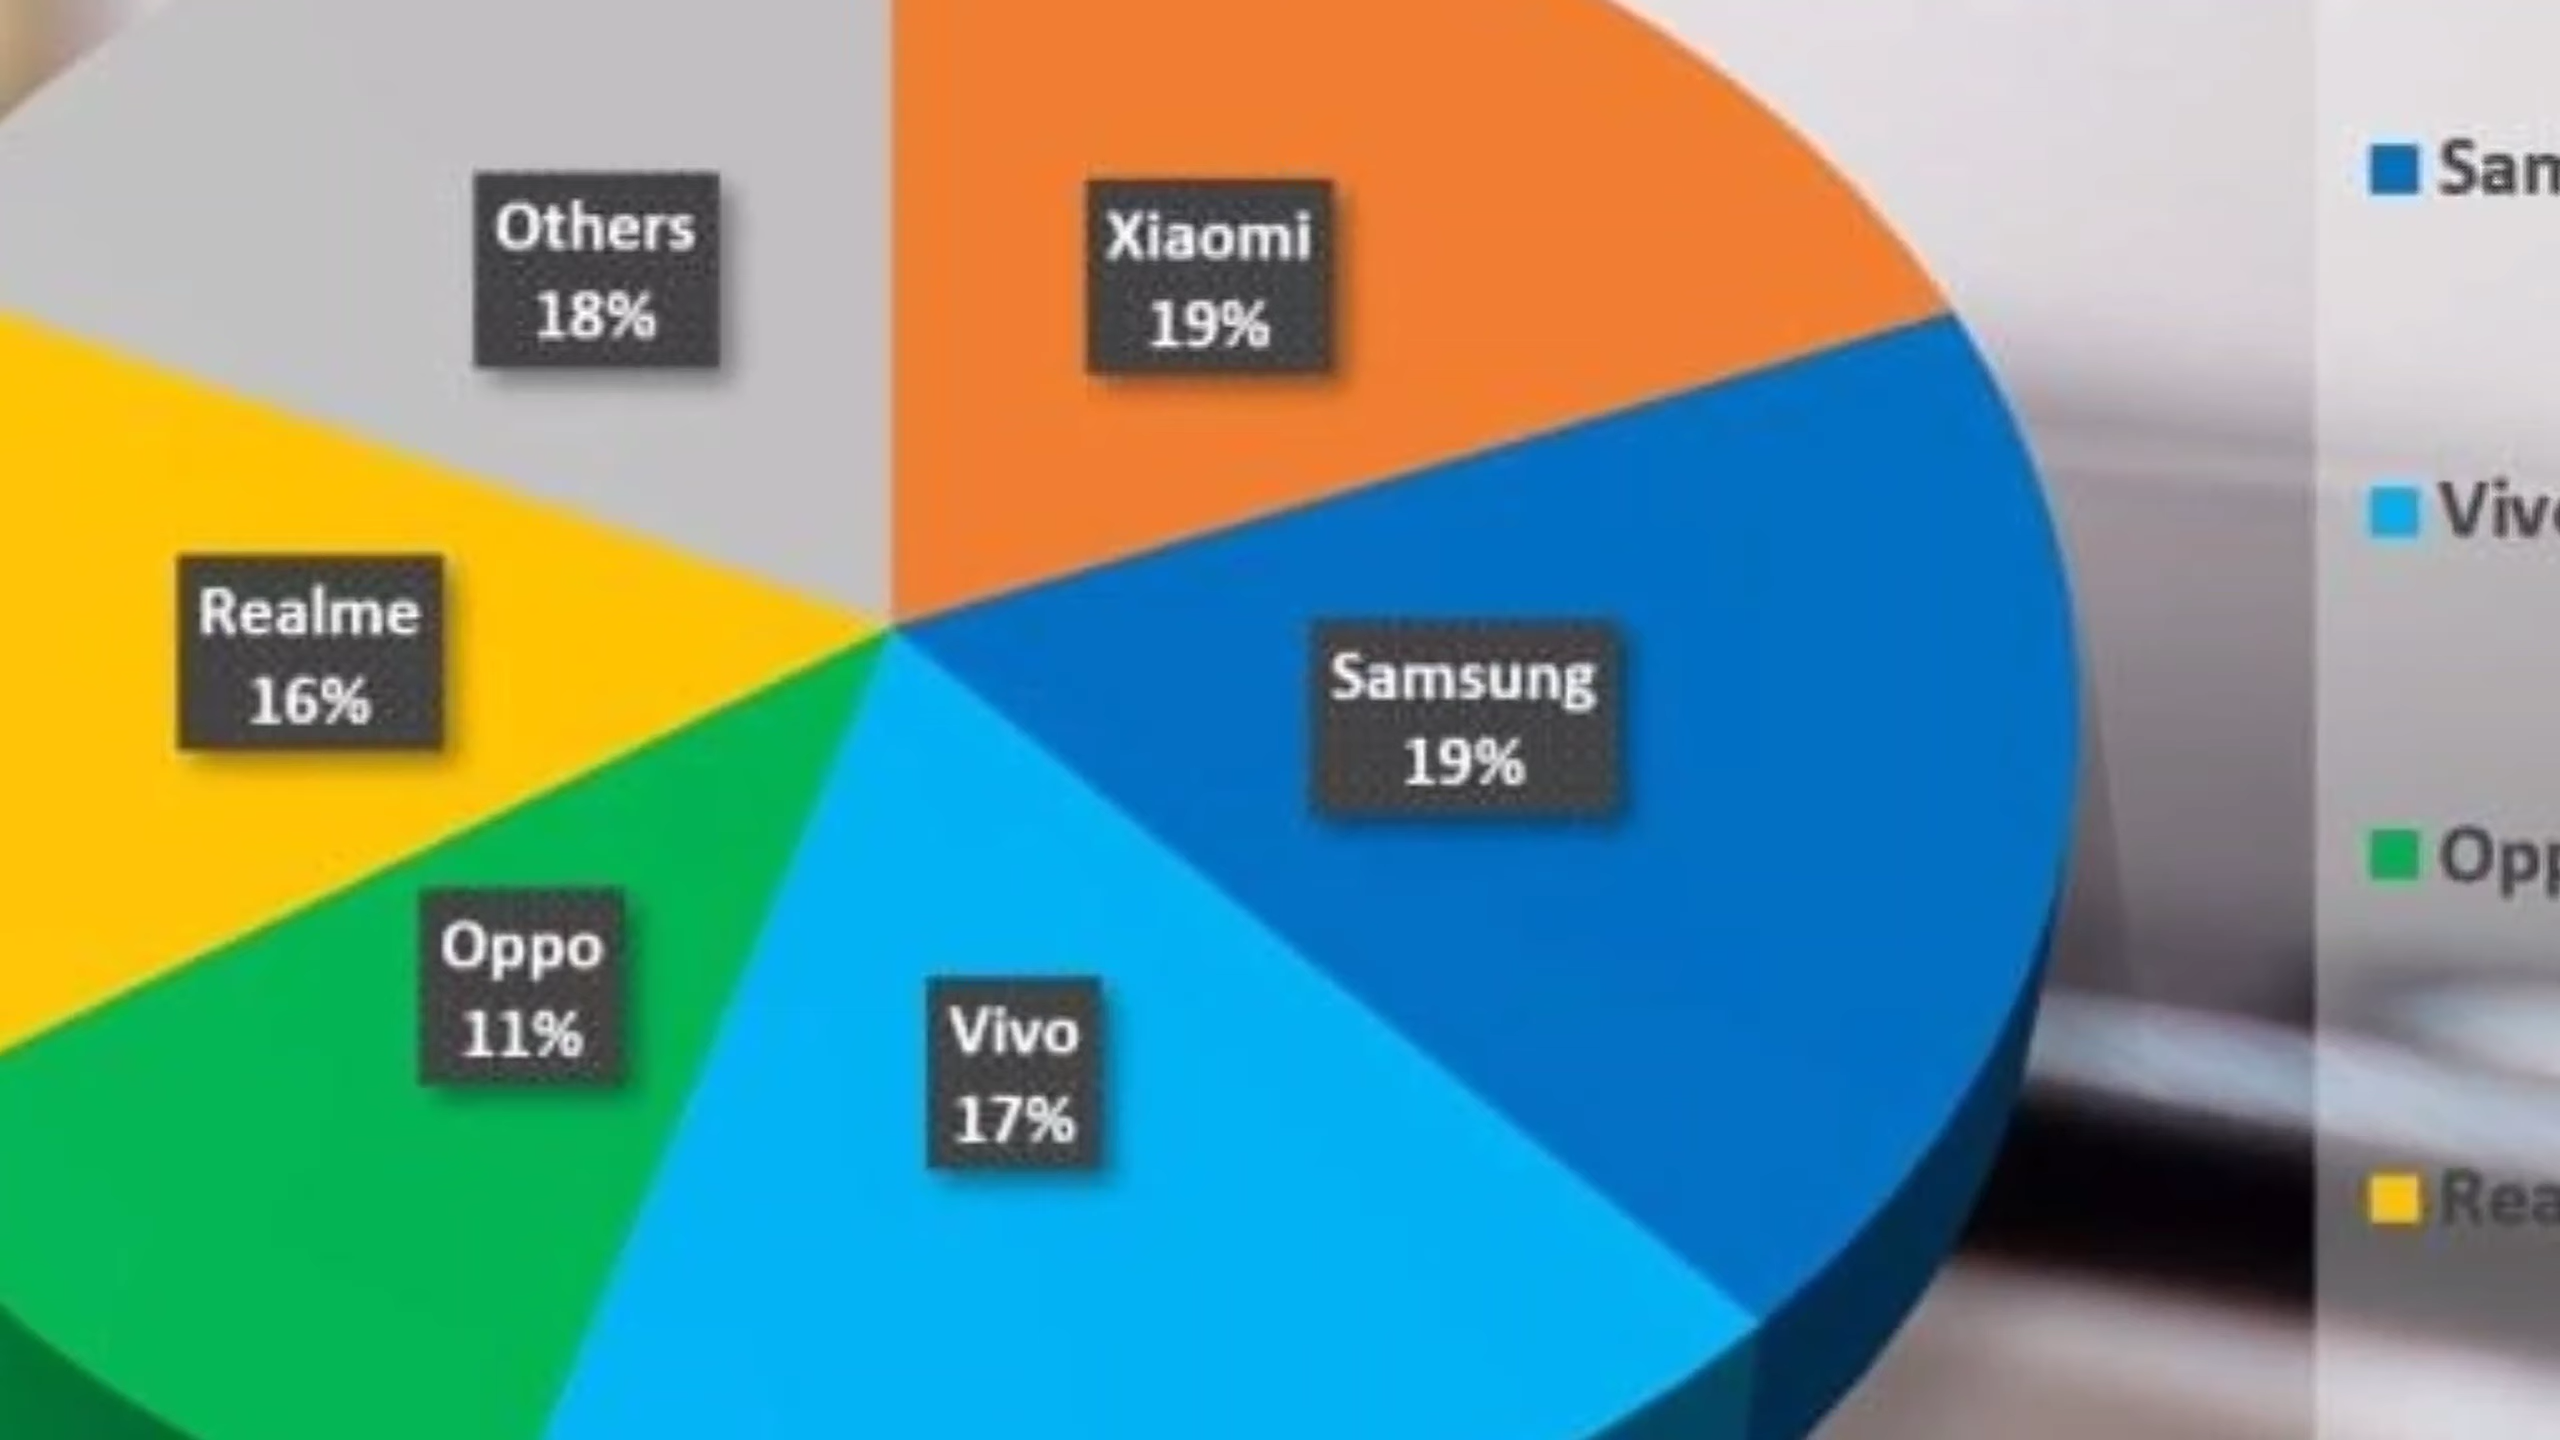 Others
18%
Xiaomi
19%
Realme
16%
Samsung
19%
Oppo
11%
Vivo
17%